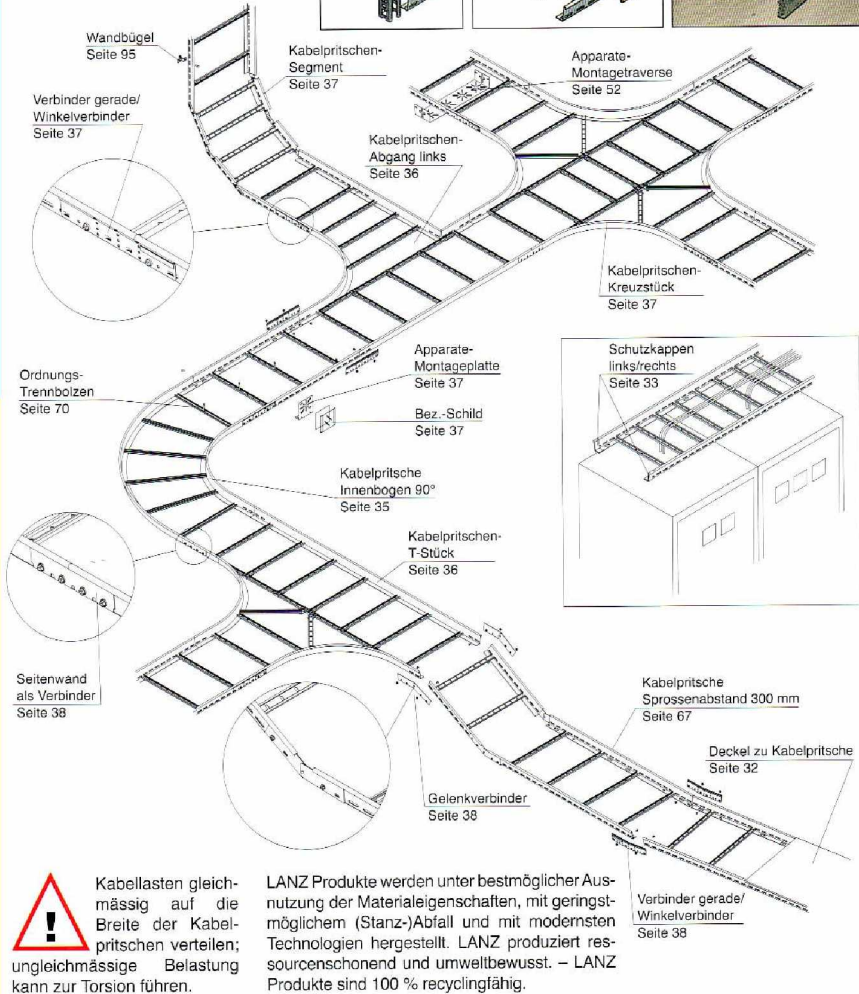 Wandbügel
Seite 95
Kabelpritschen-
Segment
Seite 37
Apparate-
Montagetraverse
Seite 52
Verbinder gerade/
Winkelverbinder
Seite 37
Kabelpritschen-
Abgang links
Seite 36
Kabelpritschen-
Kreuzstück
Seite 37
Ordnungs-
Trennbolzen
Seite 70
Apparate-
Montageplatte
Seite 37
Bez.-Schild
Seite 37
Schutzkappen
links/rechts
Seite 33
Kabelpritsche
Innenbogen 90°
Seite 35
Kabelpritschen-
T-Stück
Seite 36
Seitenwand
als Verbinder
Seite 38
Kabelpritsche
Sprossenabstand 300 mm
Seite 67
Deckel zu Kabelpritsche
Seite 32
Gelenkverbinder
Seite 38
Verbinder gerade/
Winkelverbinder
Seite 38
!
Kabellasten gleich-
mässig auf die
Breite der Kabel-
pritschen verteilen;
ungleichmässige Belastung
kann zur Torsion führen.
LANZ Produkte werden unter bestmöglicher Aus-
nutzung der Materialeigenschaften, mit geringst-
möglichem (Stanz-)Abfall und mit modernsten
Technologien hergestellt. LANZ produziert res-
sourcenschonend und umweltbewusst. – LANZ
Produkte sind 100 % recyclingfähig.